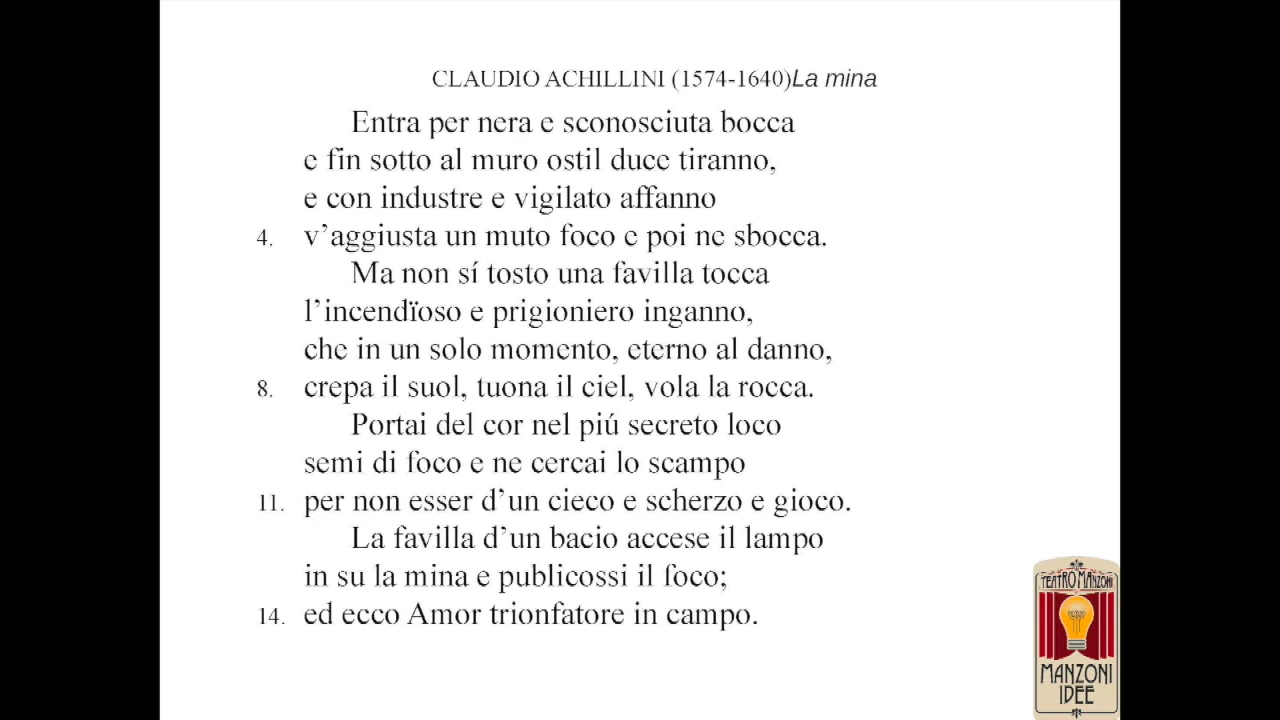 CLAUDIO ACHILLINI (1574-1640)La mina
Entra per nera e sconosciuta bocca
e fin sotto al muro ostil duce tiranno,
e con industre e vigilato affanno
4. v’aggiusta un muto foco e poi ne sbocca.
Ma non sí tosto una favilla tocca
l’incendïoso e prigioniero inganno,
che in un solo momento, eterno al danno,
8. crepa il suol, tuona il ciel, vola la rocca.
Portai del cor nel piú secreto loco
semi di foco e ne cercai lo scampo
11. per non esser d’un cieco e scherzo e gioco.
La favilla d’un bacio accese il lampo
in su la mina e publicossi il foco;
14. ed ecco Amor trionfatore in campo.
TEATRO MANZONI
MANZONI
IDEE